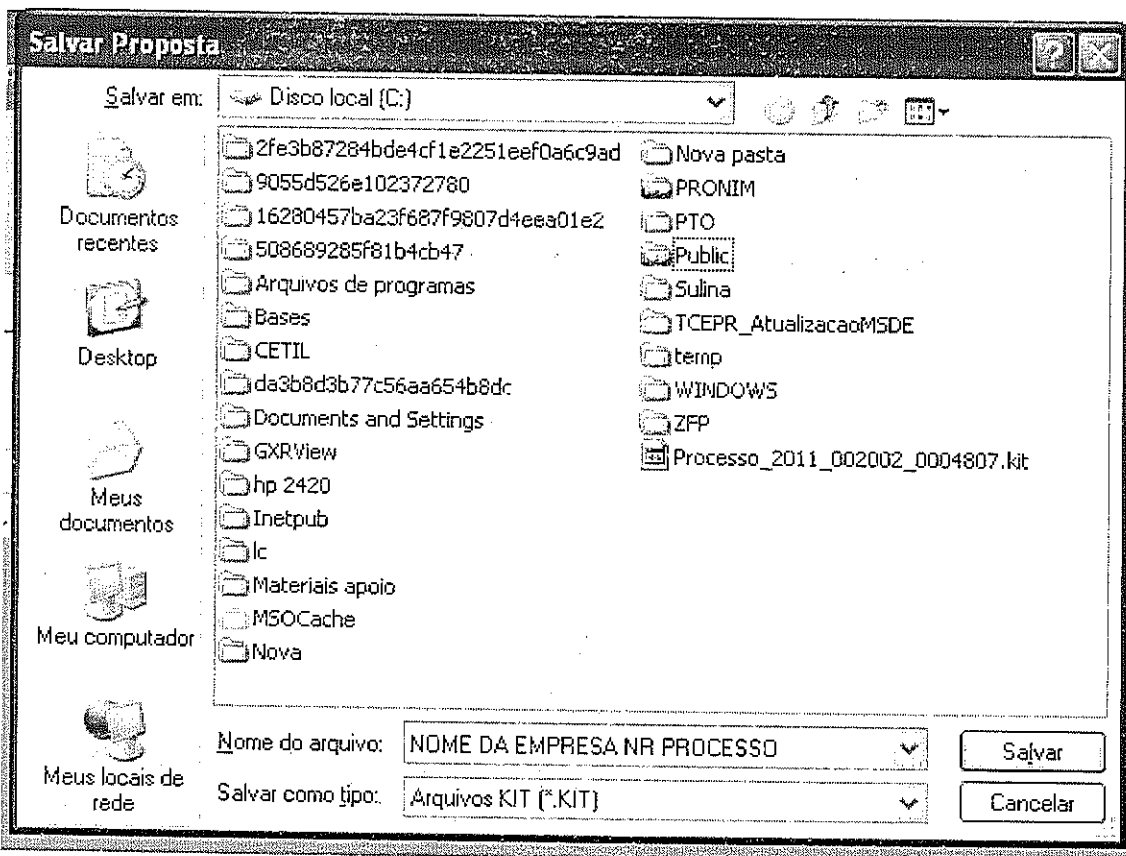 Salvar Proposta
Salvar em: Disco local (C:)
Documentos
recentes
Desktop
Meus
documentos
Meu computador
Meus locais de
rede
2fe3b87284bde4cf1e2251eef0a6c9ad
9055d526e102372780
16280457ba23f687f9807d4eea01e2
508689285f81b4cb47
Arquivos de programas
Bases
CETIL
da3b8d3b77c56aa654b8dc
Documents and Settings
GXRView
hp 2420
Inetpub
lc
Materiais apoio
MSOCache
Nova
Nova pasta
PRONIM
PTO
Public
Sulina
TCEPR_AtualizacaoMSDE
temp
WINDOWS
ZFP
Processo_2011_002002_0004807.kit
Nome do arquivo: NOME DA EMPRESA NR PROCESSO
Salvar
Salvar como tipo: Arquivos KIT (*.KIT)
Cancelar